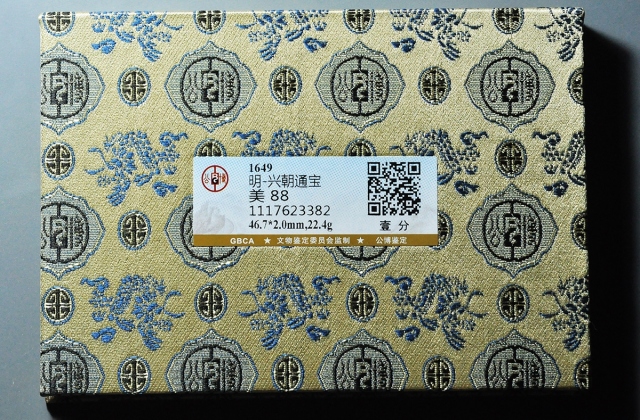 1649
明-兴朝通宝
美 88
1117623382
46.7*2.0mm,22.4g
壹 分
GBCA ★ 文物鉴定委员会监制 ★ 公博鉴定